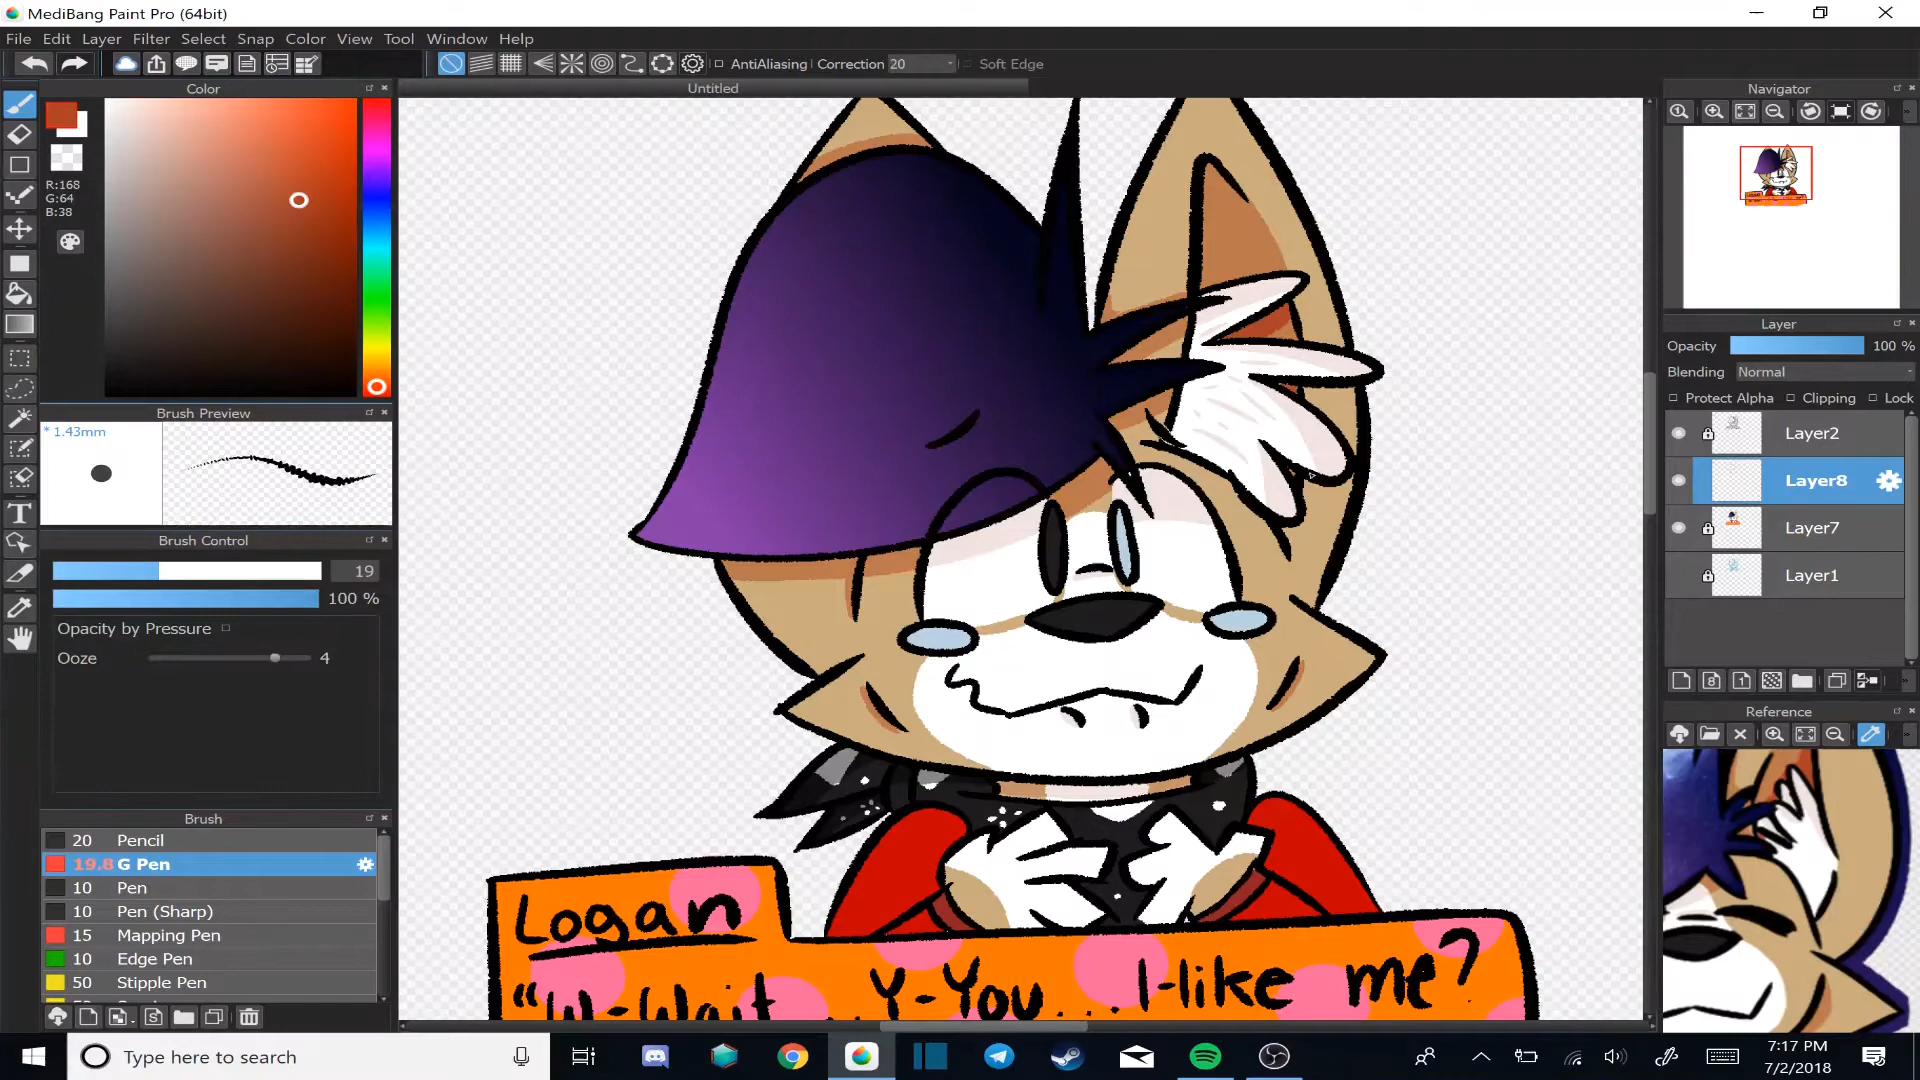 MediBang Paint Pro (64bit)
File Edit Layer Filter Select Snap Color View Tool Window Help
AntiAliasing Correction 20 Soft Edge
Color
Untitled
Navigator
R:168
G:64
B:38
Layer
Opacity 100 %
Blending Normal
Protect Alpha Clipping Lock
Layer2
Layer8
Layer7
Layer1
Brush Preview
* 1.43mm
Brush Control
19
100 %
Opacity by Pressure
Ooze 4
Reference
Brush
20 Pencil
19.8 G Pen
10 Pen
10 Pen (Sharp)
15 Mapping Pen
10 Edge Pen
50 Stipple Pen
Logan
"W-Wait... Y-You... I-like me?
Type here to search
7:17 PM
7/2/2018